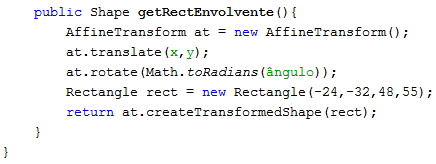 public Shape getRectEnvolvente(){
AffineTransform at = new AffineTransform();
at.translate(x,y);
at.rotate(Math.toRadians(ângulo));
Rectangle rect = new Rectangle(-24,-32,48,55);
return at.createTransformedShape(rect);
}
}